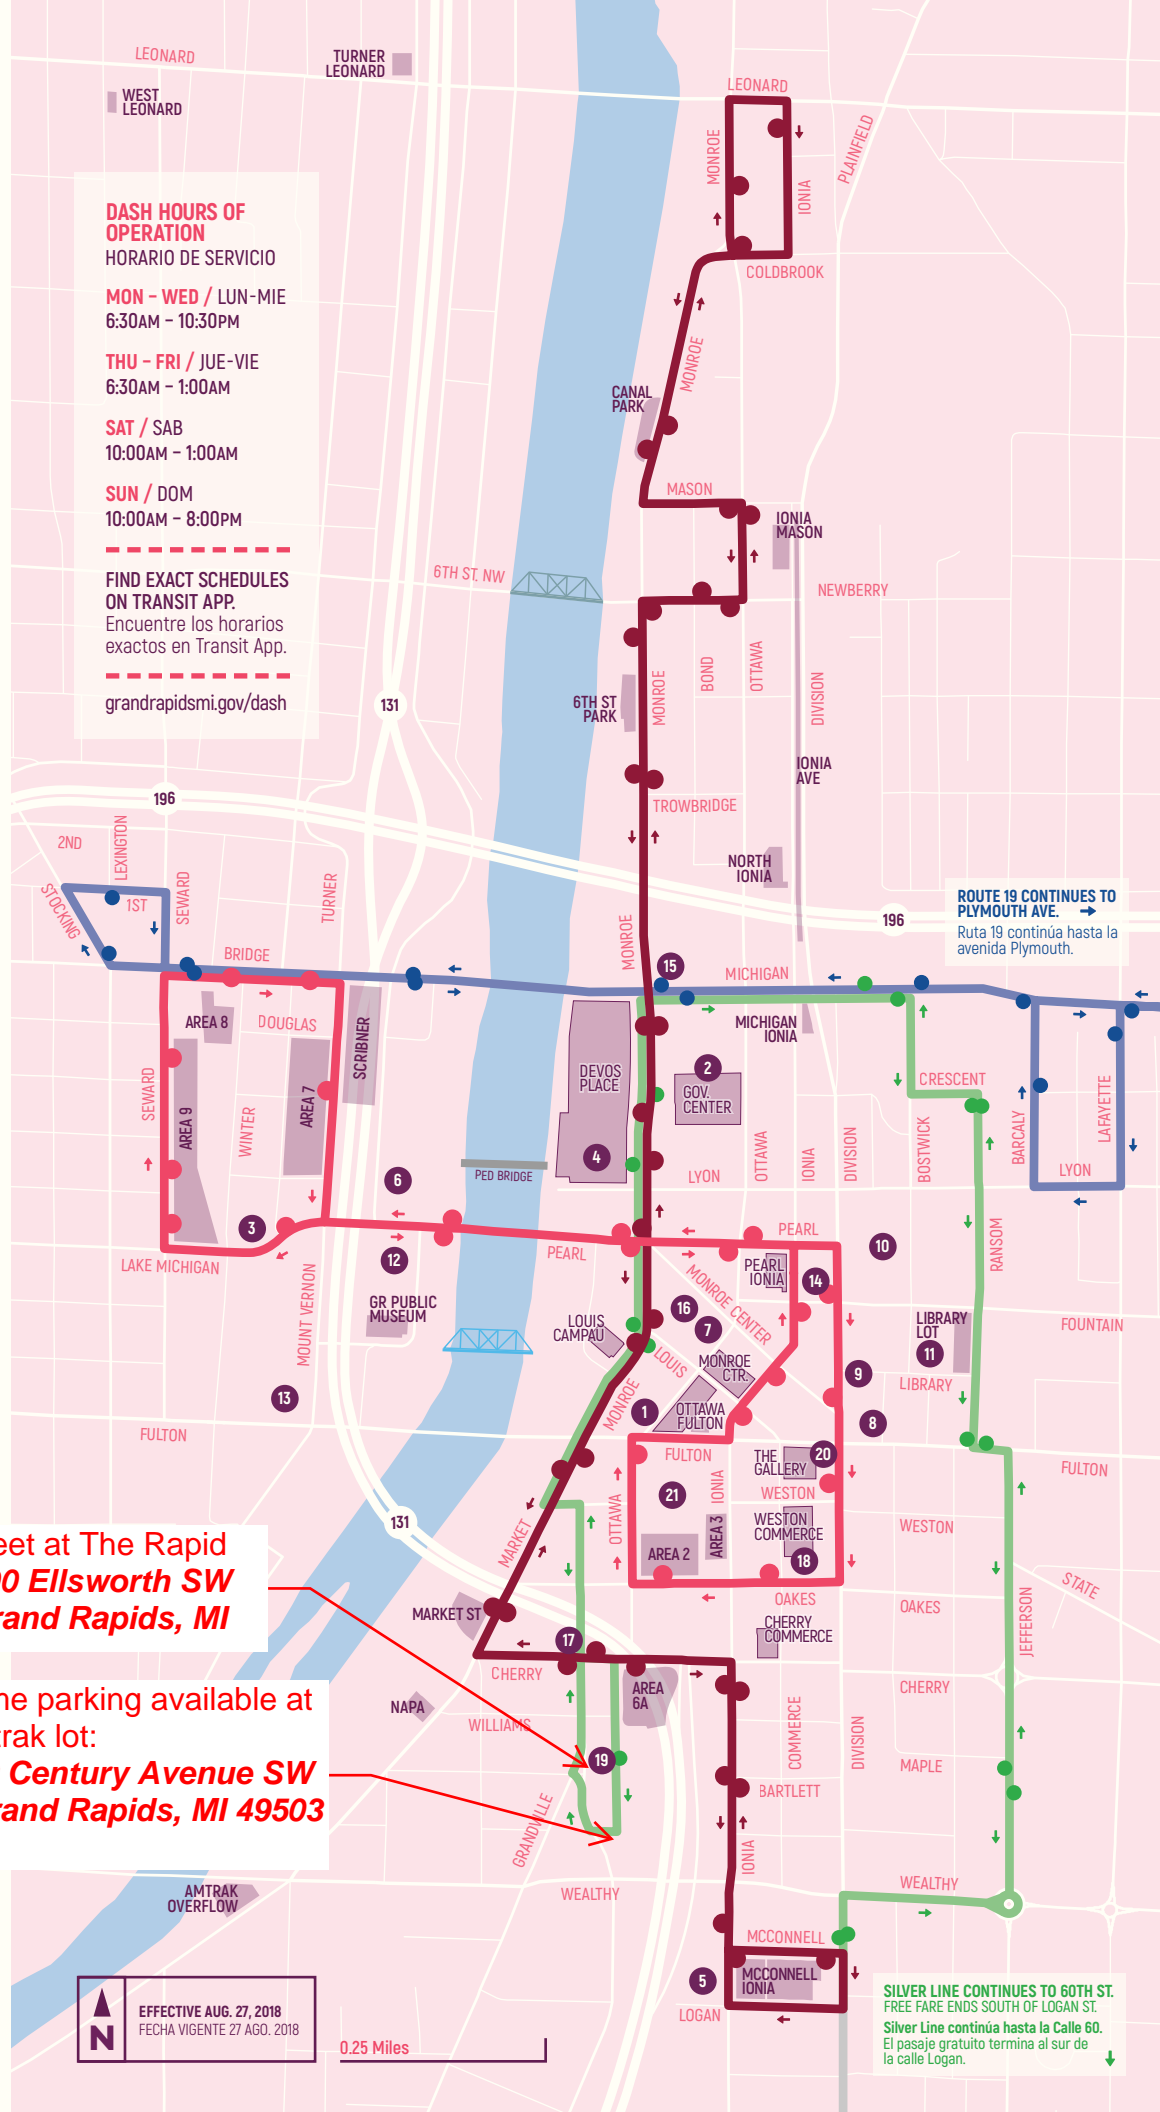 LEONARD
TURNER
LEONARD
WEST
LEONARD
LEONARD
MONROE
IONIA
PLAINFIELD
COLDBROOK
DASH HOURS OF
OPERATION
HORARIO DE SERVICIO
MON – WED / LUN-MIE
6:30AM – 10:30PM
THU – FRI / JUE-VIE
6:30AM – 1:00AM
SAT / SAB
10:00AM – 1:00AM
SUN / DOM
10:00AM – 8:00PM
FIND EXACT SCHEDULES
ON TRANSIT APP.
Encuentre los horarios
exactos en Transit App.
grandrapidsmi.gov/dash
MONROE
CANAL
PARK
MASON
IONIA
MASON
6TH ST. NW
NEWBERRY
BOND
OTTAWA
MONROE
DIVISION
6TH ST
PARK
131
IONIA
AVE
TROWBRIDGE
196
2ND
LEXINGTON
NORTH
IONIA
STOCKING
1ST
SEWARD
TURNER
MONROE
196
ROUTE 19 CONTINUES TO
PLYMOUTH AVE.
Ruta 19 continúa hasta la
avenida Plymouth.
BRIDGE
15
MICHIGAN
AREA 8
DOUGLAS
SCRIBNER
MICHIGAN
IONIA
DEVOS
PLACE
2
GOV.
CENTER
CRESCENT
SEWARD
AREA 9
WINTER
AREA 7
BARCALY
LAFAYETTE
4
PED BRIDGE
LYON
OTTAWA
IONIA
DIVISION
BOSTWICK
LYON
6
3
12
LAKE MICHIGAN
PEARL
PEARL
10
RANSOM
PEARL
IONIA
14
MONROE CENTER
MOUNT VERNON
GR PUBLIC
MUSEUM
16
7
LOUIS
CAMPAU
LOUIS
MONROE
CTR.
LIBRARY
LOT
11
FOUNTAIN
9
LIBRARY
13
MONROE
1
OTTAWA
FULTON
8
FULTON
FULTON
THE
GALLERY
20
FULTON
21
IONIA
WESTON
OTTAWA
131
MARKET
WESTON
COMMERCE
WESTON
AREA 2
AREA 3
18
STATE
eet at The Rapid
00 Ellsworth SW
rand Rapids, MI
OAKES
OAKES
JEFFERSON
MARKET ST
CHERRY
COMMERCE
17
CHERRY
AREA
6A
CHERRY
ne parking available at
trak lot:
Century Avenue SW
rand Rapids, MI 49503
NAPA
WILLIAMS
COMMERCE
DIVISION
19
MAPLE
BARTLETT
GRANDVILLE
IONIA
AMTRAK
OVERFLOW
WEALTHY
WEALTHY
MCCONNELL
5
MCCONNELL
IONIA
LOGAN
N
EFFECTIVE AUG. 27, 2018
FECHA VIGENTE 27 AGO. 2018
0.25 Miles
SILVER LINE CONTINUES TO 60TH ST.
FREE FARE ENDS SOUTH OF LOGAN ST.
Silver Line continúa hasta la Calle 60.
El pasaje gratuito termina al sur de
la calle Logan.